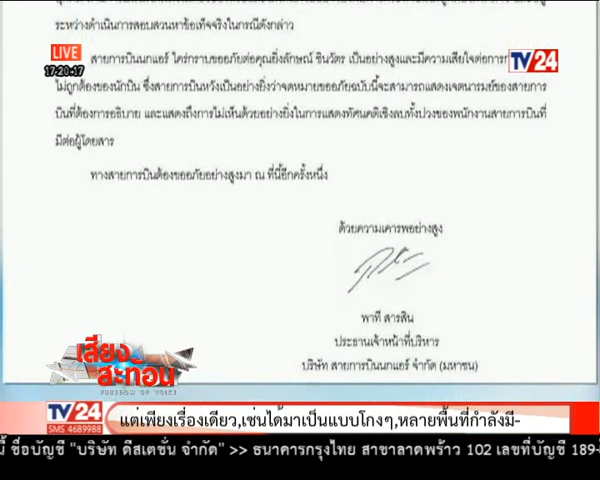 ระหว่างดำเนินการสอบสวนหาข้อเท็จจริงในกรณีดังกล่าว
LIVE
17:20:17
TV24
สายการบินนกแอร์ ใคร่กราบขออภัยต่อคุณยิ่งลักษณ์ ชินวัตร เป็นอย่างสูงและมีความเสียใจต่อการ
ไม่ถูกต้องของนักบิน ซึ่งสายการบินหวังเป็นอย่างยิ่งว่าจดหมายขออภัยฉบับนี้จะสามารถแสดงเจตนารมย์ของสายการ
บินที่ต้องการอธิบาย และแสดงถึงการไม่เห็นด้วยอย่างยิ่งในการแสดงทัศนคติเชิงลบทั้งปวงของพนักงานสายการบินที่
มีต่อผู้โดยสาร
ทางสายการบินต้องขออภัยอย่างสูงมา ณ ที่นี้อีกครั้งหนึ่ง
ด้วยความเคารพอย่างสูง
พาที สารสิน
ประธานเจ้าหน้าที่บริหาร
บริษัท สายการบินนกแอร์ จำกัด (มหาชน)
เสียง
สะท้อน
FREEDOM OF VOICE
TV24
SMS 4689988
แต่เพียงเรื่องเดียว,เช่นได้มาเป็นแบบโกงๆ,หลายพื้นที่กำลังมี-
นี้ ชื่อบัญชี "บริษัท ดีสเตชั่น จำกัด" >> ธนาคารกรุงไทย สาขาลาดพร้าว 102 เลขที่บัญชี 189-